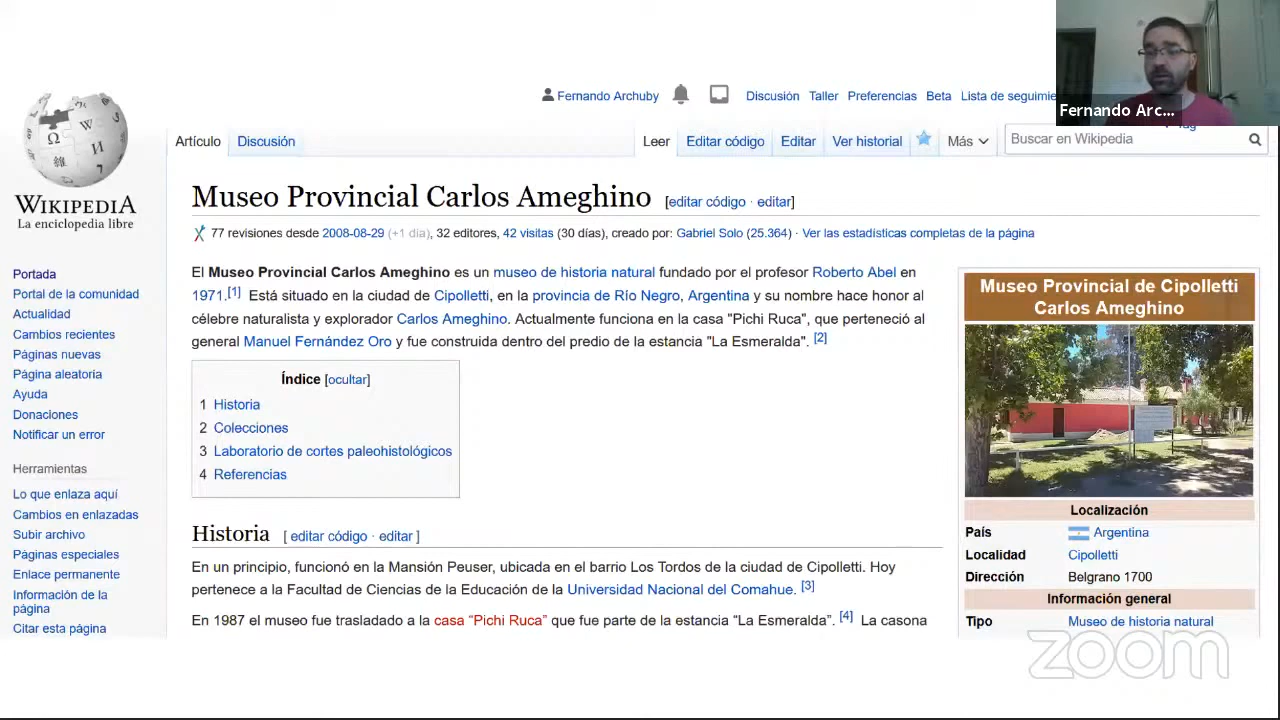 Fernando Archuby Discusión Taller Preferencias Beta Lista de seguimie
Fernando Arc...
Artículo Discusión Leer Editar código Editar Ver historial Más Buscar en Wikipedia
WIKIPEDIA
La enciclopedia libre
Portada
Portal de la comunidad
Actualidad
Cambios recientes
Páginas nuevas
Página aleatoria
Ayuda
Donaciones
Notificar un error
Herramientas
Lo que enlaza aquí
Cambios en enlazadas
Subir archivo
Páginas especiales
Enlace permanente
Información de la
página
Citar esta página
Museo Provincial Carlos Ameghino [editar código · editar]
77 revisiones desde 2008-08-29 (+1 día), 32 editores, 42 visitas (30 días), creado por: Gabriel Solo (25.364) · Ver las estadísticas completas de la página
El Museo Provincial Carlos Ameghino es un museo de historia natural fundado por el profesor Roberto Abel en
1971.[1] Está situado en la ciudad de Cipolletti, en la provincia de Río Negro, Argentina y su nombre hace honor al
célebre naturalista y explorador Carlos Ameghino. Actualmente funciona en la casa "Pichi Ruca", que perteneció al
general Manuel Fernández Oro y fue construida dentro del predio de la estancia "La Esmeralda". [2]
Índice [ocultar]
1 Historia
2 Colecciones
3 Laboratorio de cortes paleohistológicos
4 Referencias
Historia [ editar código · editar ]
En un principio, funcionó en la Mansión Peuser, ubicada en el barrio Los Tordos de la ciudad de Cipolletti. Hoy
pertenece a la Facultad de Ciencias de la Educación de la Universidad Nacional del Comahue. [3]
En 1987 el museo fue trasladado a la casa “Pichi Ruca” que fue parte de la estancia “La Esmeralda”. [4] La casona
Museo Provincial de Cipolletti
Carlos Ameghino
Localización
País Argentina
Localidad Cipolletti
Dirección Belgrano 1700
Información general
Tipo Museo de historia natural
zoom